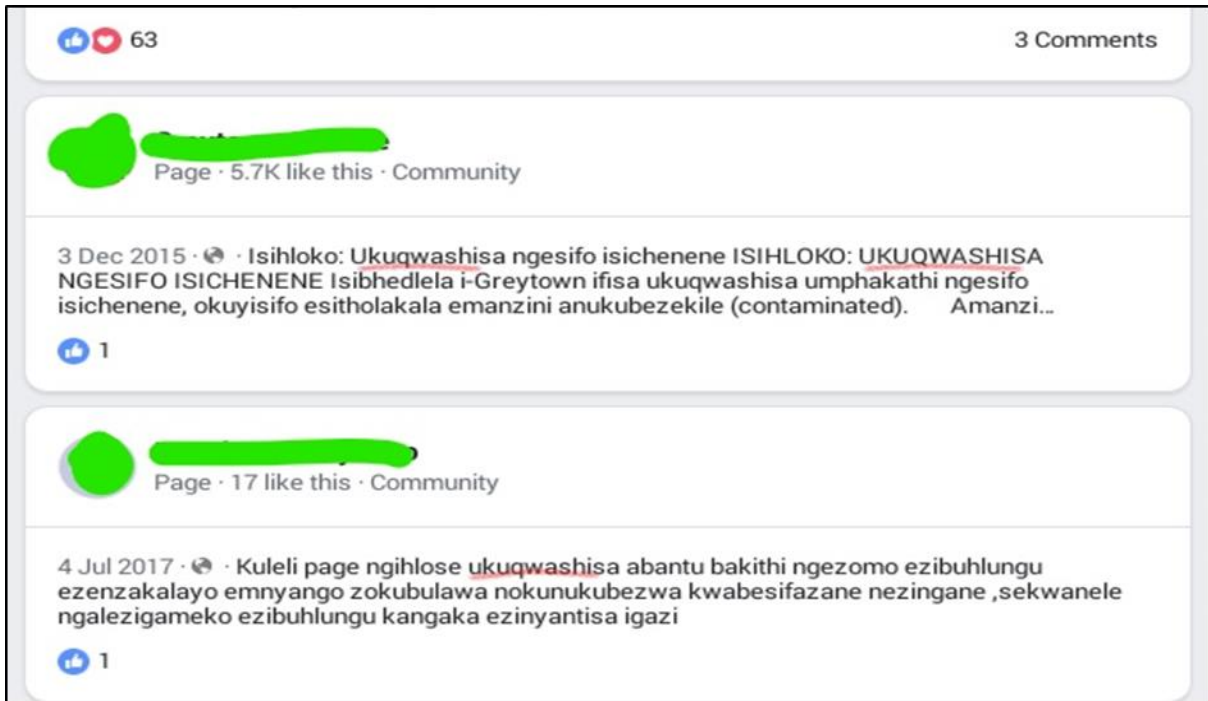 63 3 Comments
Page · 5.7K like this · Community
3 Dec 2015 · · Isihloko: Ukuqwashisa ngesifo isichenene ISIHLOKO: UKUQWASHISA
NGESIFO ISICHENENE Isibhedlela i-Greytown ifisa ukuqwashisa umphakathi ngesifo
isichenene, okuyisifo esitholakala emanzini anukubezekile (contaminated). Amanzi...
1
Page · 17 like this · Community
4 Jul 2017 · · Kuleli page ngihlose ukuqwashisa abantu bakithi ngezomo ezibuhlungu
ezenzakalayo emnyango zokubulawa nokunukubezwa kwabesifazane nezingane ,sekwanele
ngalezigameko ezibuhlungu kangaka ezinyantisa igazi
1